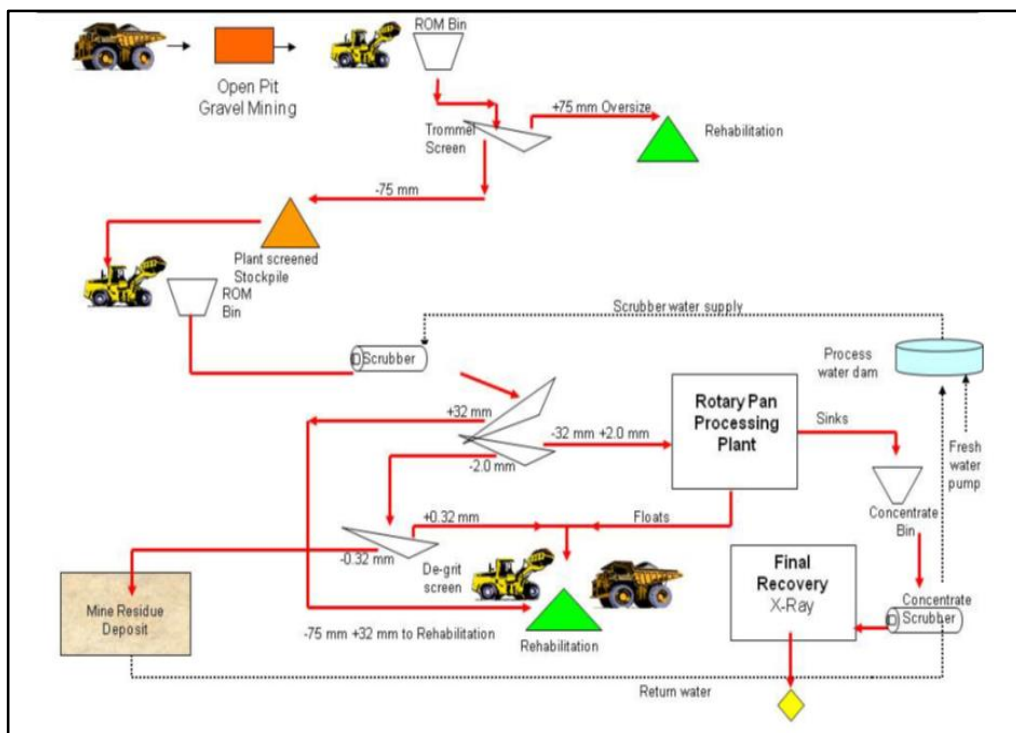 ROM Bin
Open Pit
Gravel Mining
+75 mm Oversize
Trommel
Screen
Rehabilitation
-75 mm
Plant screened
Stockpile
ROM
Bin
Scrubber water supply
Scrubber
Process
water dam
+32 mm
-32 mm +2.0 mm
Rotary Pan
Processing
Plant
Sinks
Fresh
water
pump
-2.0 mm
Concentrate
Bin
+0.32 mm
Floats
-0.32 mm
De-grit
screen
Final
Recovery
X-Ray
Concentrate
Scrubber
Mine Residue
Deposit
-75 mm +32 mm to Rehabilitation
Rehabilitation
Return water